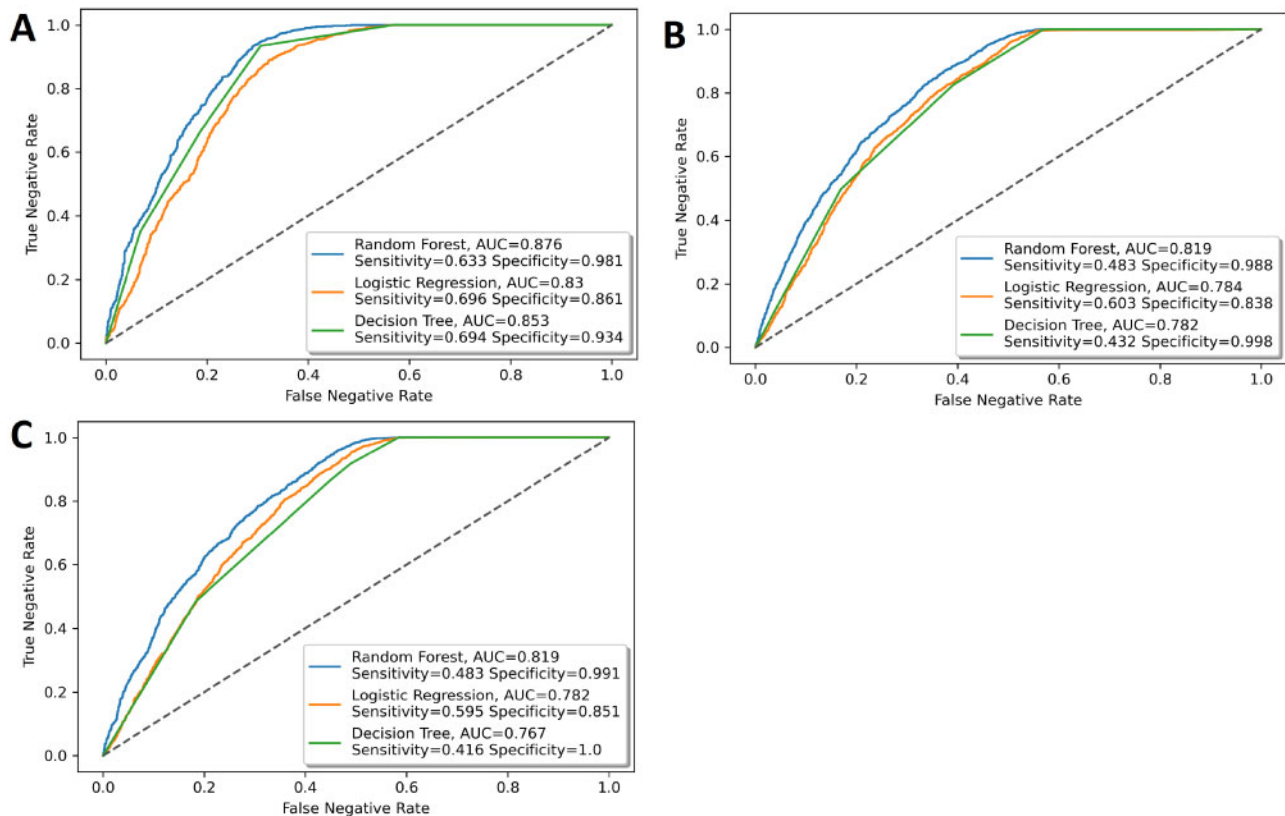 A
True Negative Rate
1.0
0.8
0.6
0.4
0.2
0.0
Random Forest, AUC=0.876
Sensitivity=0.633 Specificity=0.981
Logistic Regression, AUC=0.83
Sensitivity=0.696 Specificity=0.861
Decision Tree, AUC=0.853
Sensitivity=0.694 Specificity=0.934
0.0 0.2 0.4 0.6 0.8 1.0
False Negative Rate
B
True Negative Rate
1.0
0.8
0.6
0.4
0.2
0.0
Random Forest, AUC=0.819
Sensitivity=0.483 Specificity=0.988
Logistic Regression, AUC=0.784
Sensitivity=0.603 Specificity=0.838
Decision Tree, AUC=0.782
Sensitivity=0.432 Specificity=0.998
0.0 0.2 0.4 0.6 0.8 1.0
False Negative Rate
C
True Negative Rate
1.0
0.8
0.6
0.4
0.2
0.0
Random Forest, AUC=0.819
Sensitivity=0.483 Specificity=0.991
Logistic Regression, AUC=0.782
Sensitivity=0.595 Specificity=0.851
Decision Tree, AUC=0.767
Sensitivity=0.416 Specificity=1.0
0.0 0.2 0.4 0.6 0.8 1.0
False Negative Rate